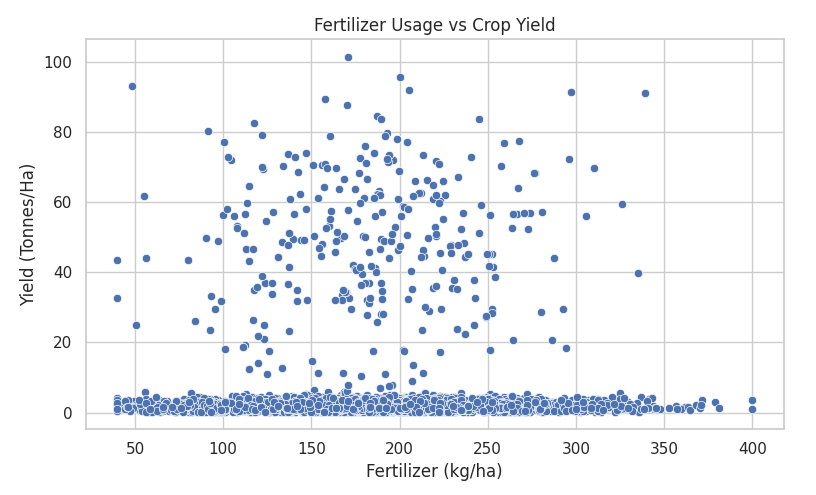 Fertilizer Usage vs Crop Yield
100
80
60
40
20
0
Yield (Tonnes/Ha)
50 100 150 200 250 300 350 400
Fertilizer (kg/ha)